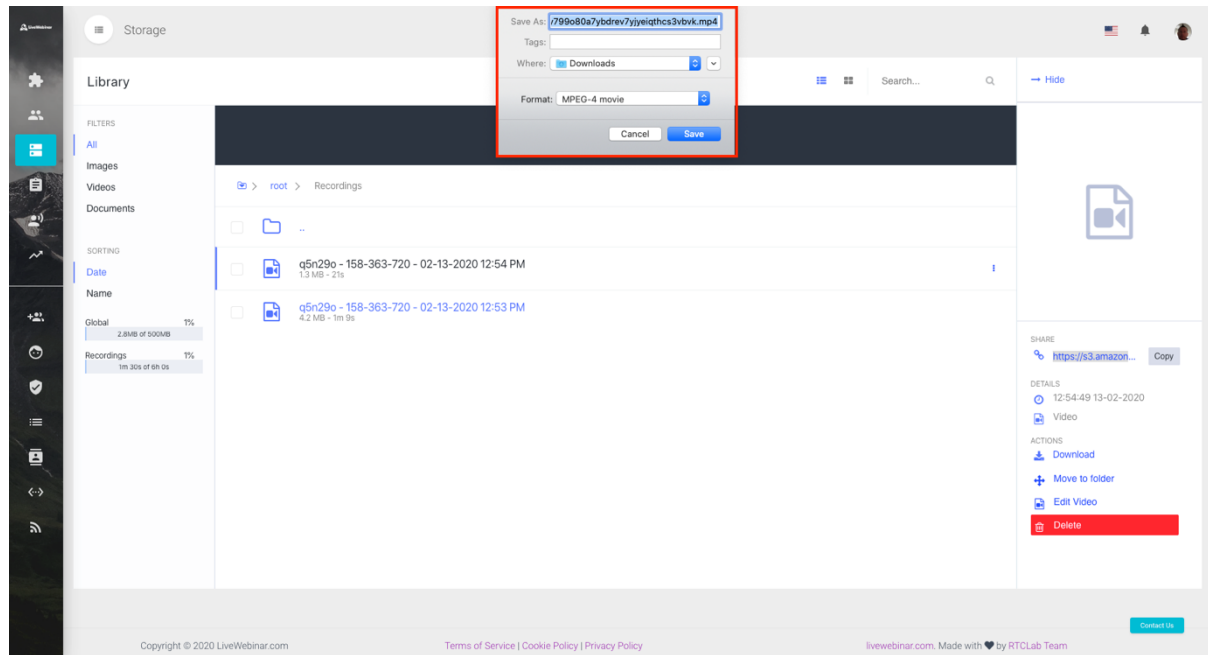 LiveWebinar
Storage
Save As: /799o80a7ybdrev7yjyeiqthcs3vbvk.mp4
Tags:
Where: Downloads
Format: MPEG-4 movie
Cancel Save
Library
Search...
→ Hide
FILTERS
All
Images
Videos
Documents
SORTING
Date
Name
Global 1%
2.8MB of 500MB
Recordings 1%
1m 30s of 6h 0s
> root > Recordings
..
q5n29o - 158-363-720 - 02-13-2020 12:54 PM
1.3 MB - 21s
q5n29o - 158-363-720 - 02-13-2020 12:53 PM
4.2 MB - 1m 9s
SHARE
https://s3.amazon... Copy
DETAILS
12:54:49 13-02-2020
Video
ACTIONS
Download
Move to folder
Edit Video
Delete
Contact Us
Copyright © 2020 LiveWebinar.com
Terms of Service | Cookie Policy | Privacy Policy
livewebinar.com. Made with ♥ by RTCLab Team